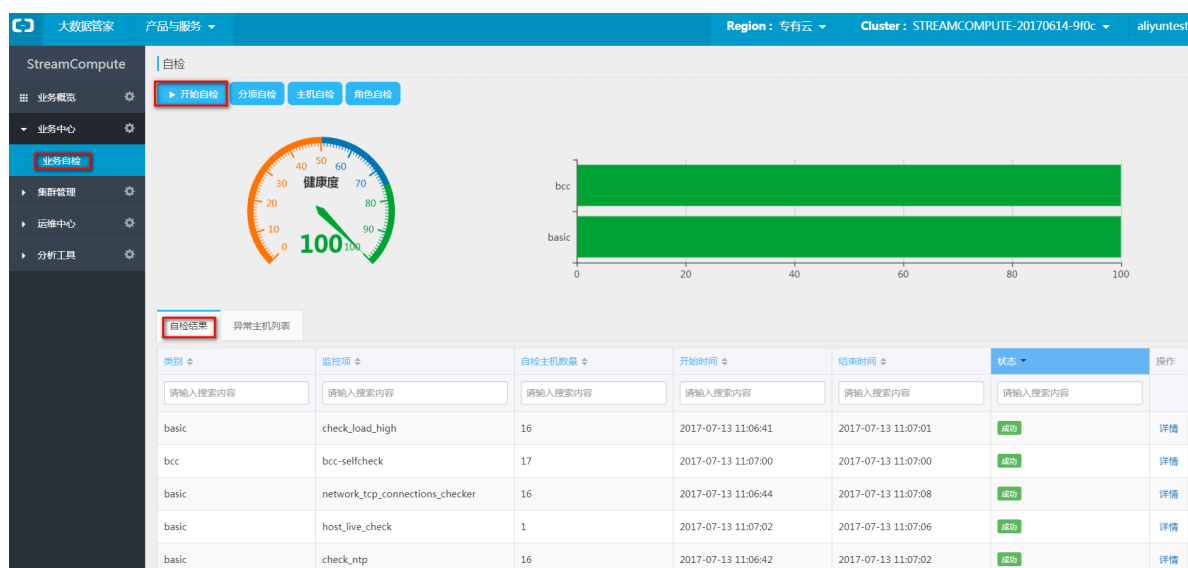 大数据管家 产品与服务 Region : 专有云 Cluster : STREAMCOMPUTE-20170614-9f0c aliyuntest
StreamCompute
自检
业务概览
开始自检 分项自检 主机自检 角色自检
业务中心
业务自检
集群管理
运维中心
分析工具
健康度
0 10 20 30 40 50 60 70 80 90 100
100
bcc
basic
0 20 40 60 80 100
自检结果 异常主机列表
类别 监控项 自检主机数量 开始时间 结束时间 状态 操作
请输入搜索内容 请输入搜索内容 请输入搜索内容 请输入搜索内容 请输入搜索内容 请输入搜索内容
basic check_load_high 16 2017-07-13 11:06:41 2017-07-13 11:07:01 成功 详情
bcc bcc-selfcheck 17 2017-07-13 11:07:00 2017-07-13 11:07:00 成功 详情
basic network_tcp_connections_checker 16 2017-07-13 11:06:44 2017-07-13 11:07:08 成功 详情
basic host_live_check 1 2017-07-13 11:07:02 2017-07-13 11:07:06 成功 详情
basic check_ntp 16 2017-07-13 11:06:42 2017-07-13 11:07:02 成功 详情